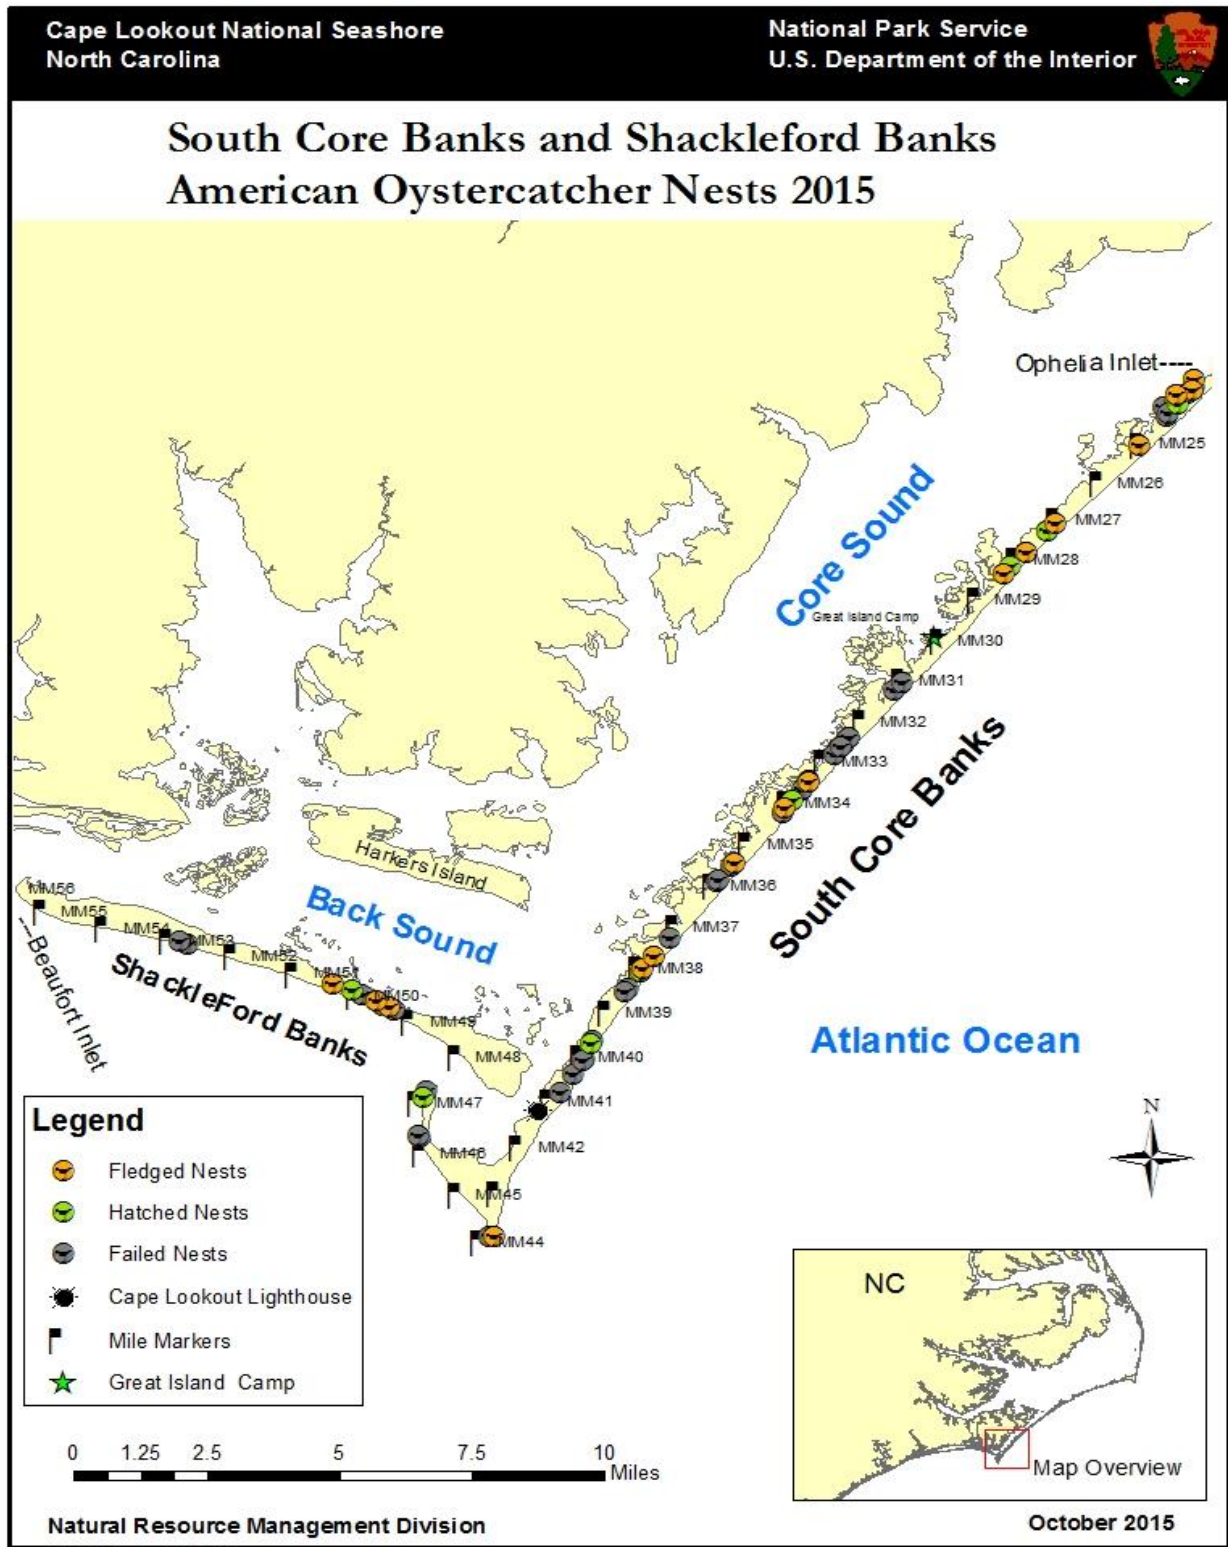 Cape Lookout National Seashore
North Carolina
National Park Service
U.S. Department of the Interior
South Core Banks and Shackleford Banks
American Oystercatcher Nests 2015
Ophelia Inlet----
MM25
MM26
MM27
MM28
MM29
Core Sound
Great Island Camp
MM30
MM31
MM32
MM33
MM34
South Core Banks
MM35
MM36
MM37
MM38
MM39
MM40
MM41
MM42
Harkers Island
Back Sound
MM56
MM55
MM54
MM53
MM52
MM51
MM50
MM49
MM48
MM47
MM46
MM45
MM44
----Beaufort Inlet
ShackleFord Banks
Atlantic Ocean
N
Legend
Fledged Nests
Hatched Nests
Failed Nests
Cape Lookout Lighthouse
Mile Markers
Great Island Camp
0 1.25 2.5 5 7.5 10
Miles
NC
Map Overview
Natural Resource Management Division
October 2015